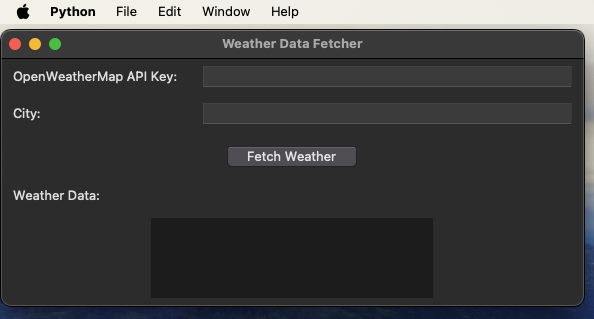 Python File Edit Window Help
Weather Data Fetcher
OpenWeatherMap API Key:
City:
Fetch Weather
Weather Data: